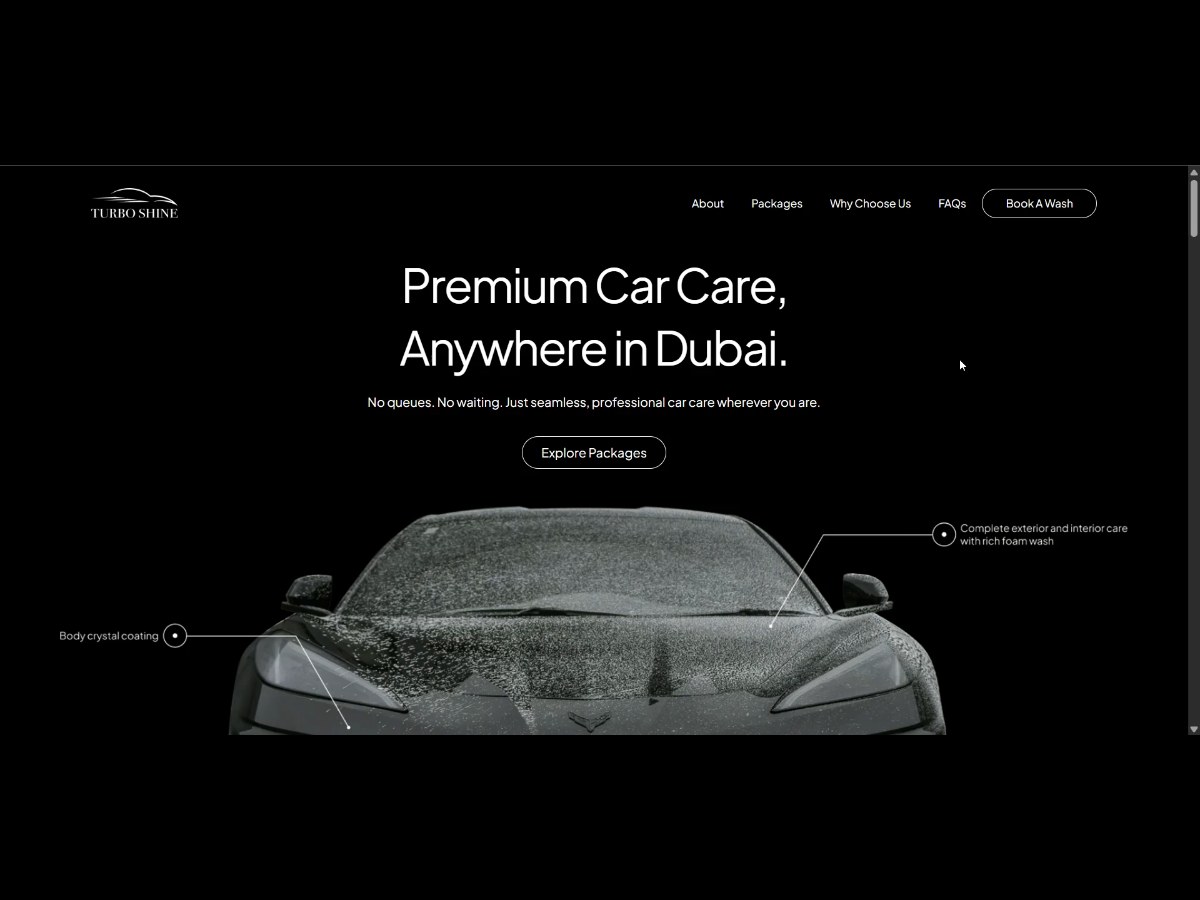 TURBO SHINE
About
Packages
Why Choose Us
FAQs
Book A Wash
Premium Car Care,
Anywhere in Dubai.
No queues. No waiting. Just seamless, professional car care wherever you are.
Explore Packages
Complete exterior and interior care
with rich foam wash
Body crystal coating